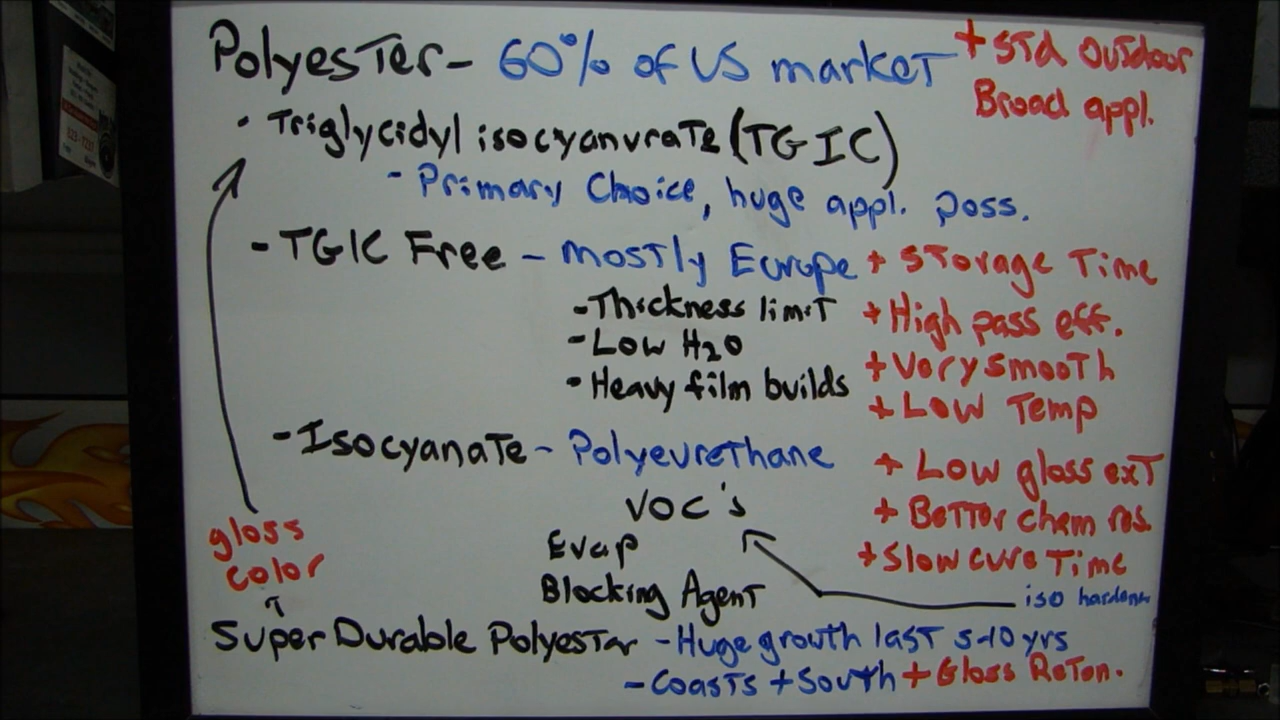 Polyester - 60% of US market + STD Outdoor
Broad appl.
• Triglycidyl isocyanurate (TGIC)
- Primary Choice, huge appl. poss.
- TGIC Free - mostly Europe + Storage Time
- Thickness limit + High pass eff.
- Low H2O + Very smooth
- Heavy film builds + Low Temp
- Isocyanate - Polyeurethane + Low gloss ext
VOC's + Better chem res.
Evap + Slow cure Time
Blocking Agent iso hardener
gloss
color
Super Durable Polyester - Huge growth last 5-10 yrs
- Coasts + South + Gloss Reten.